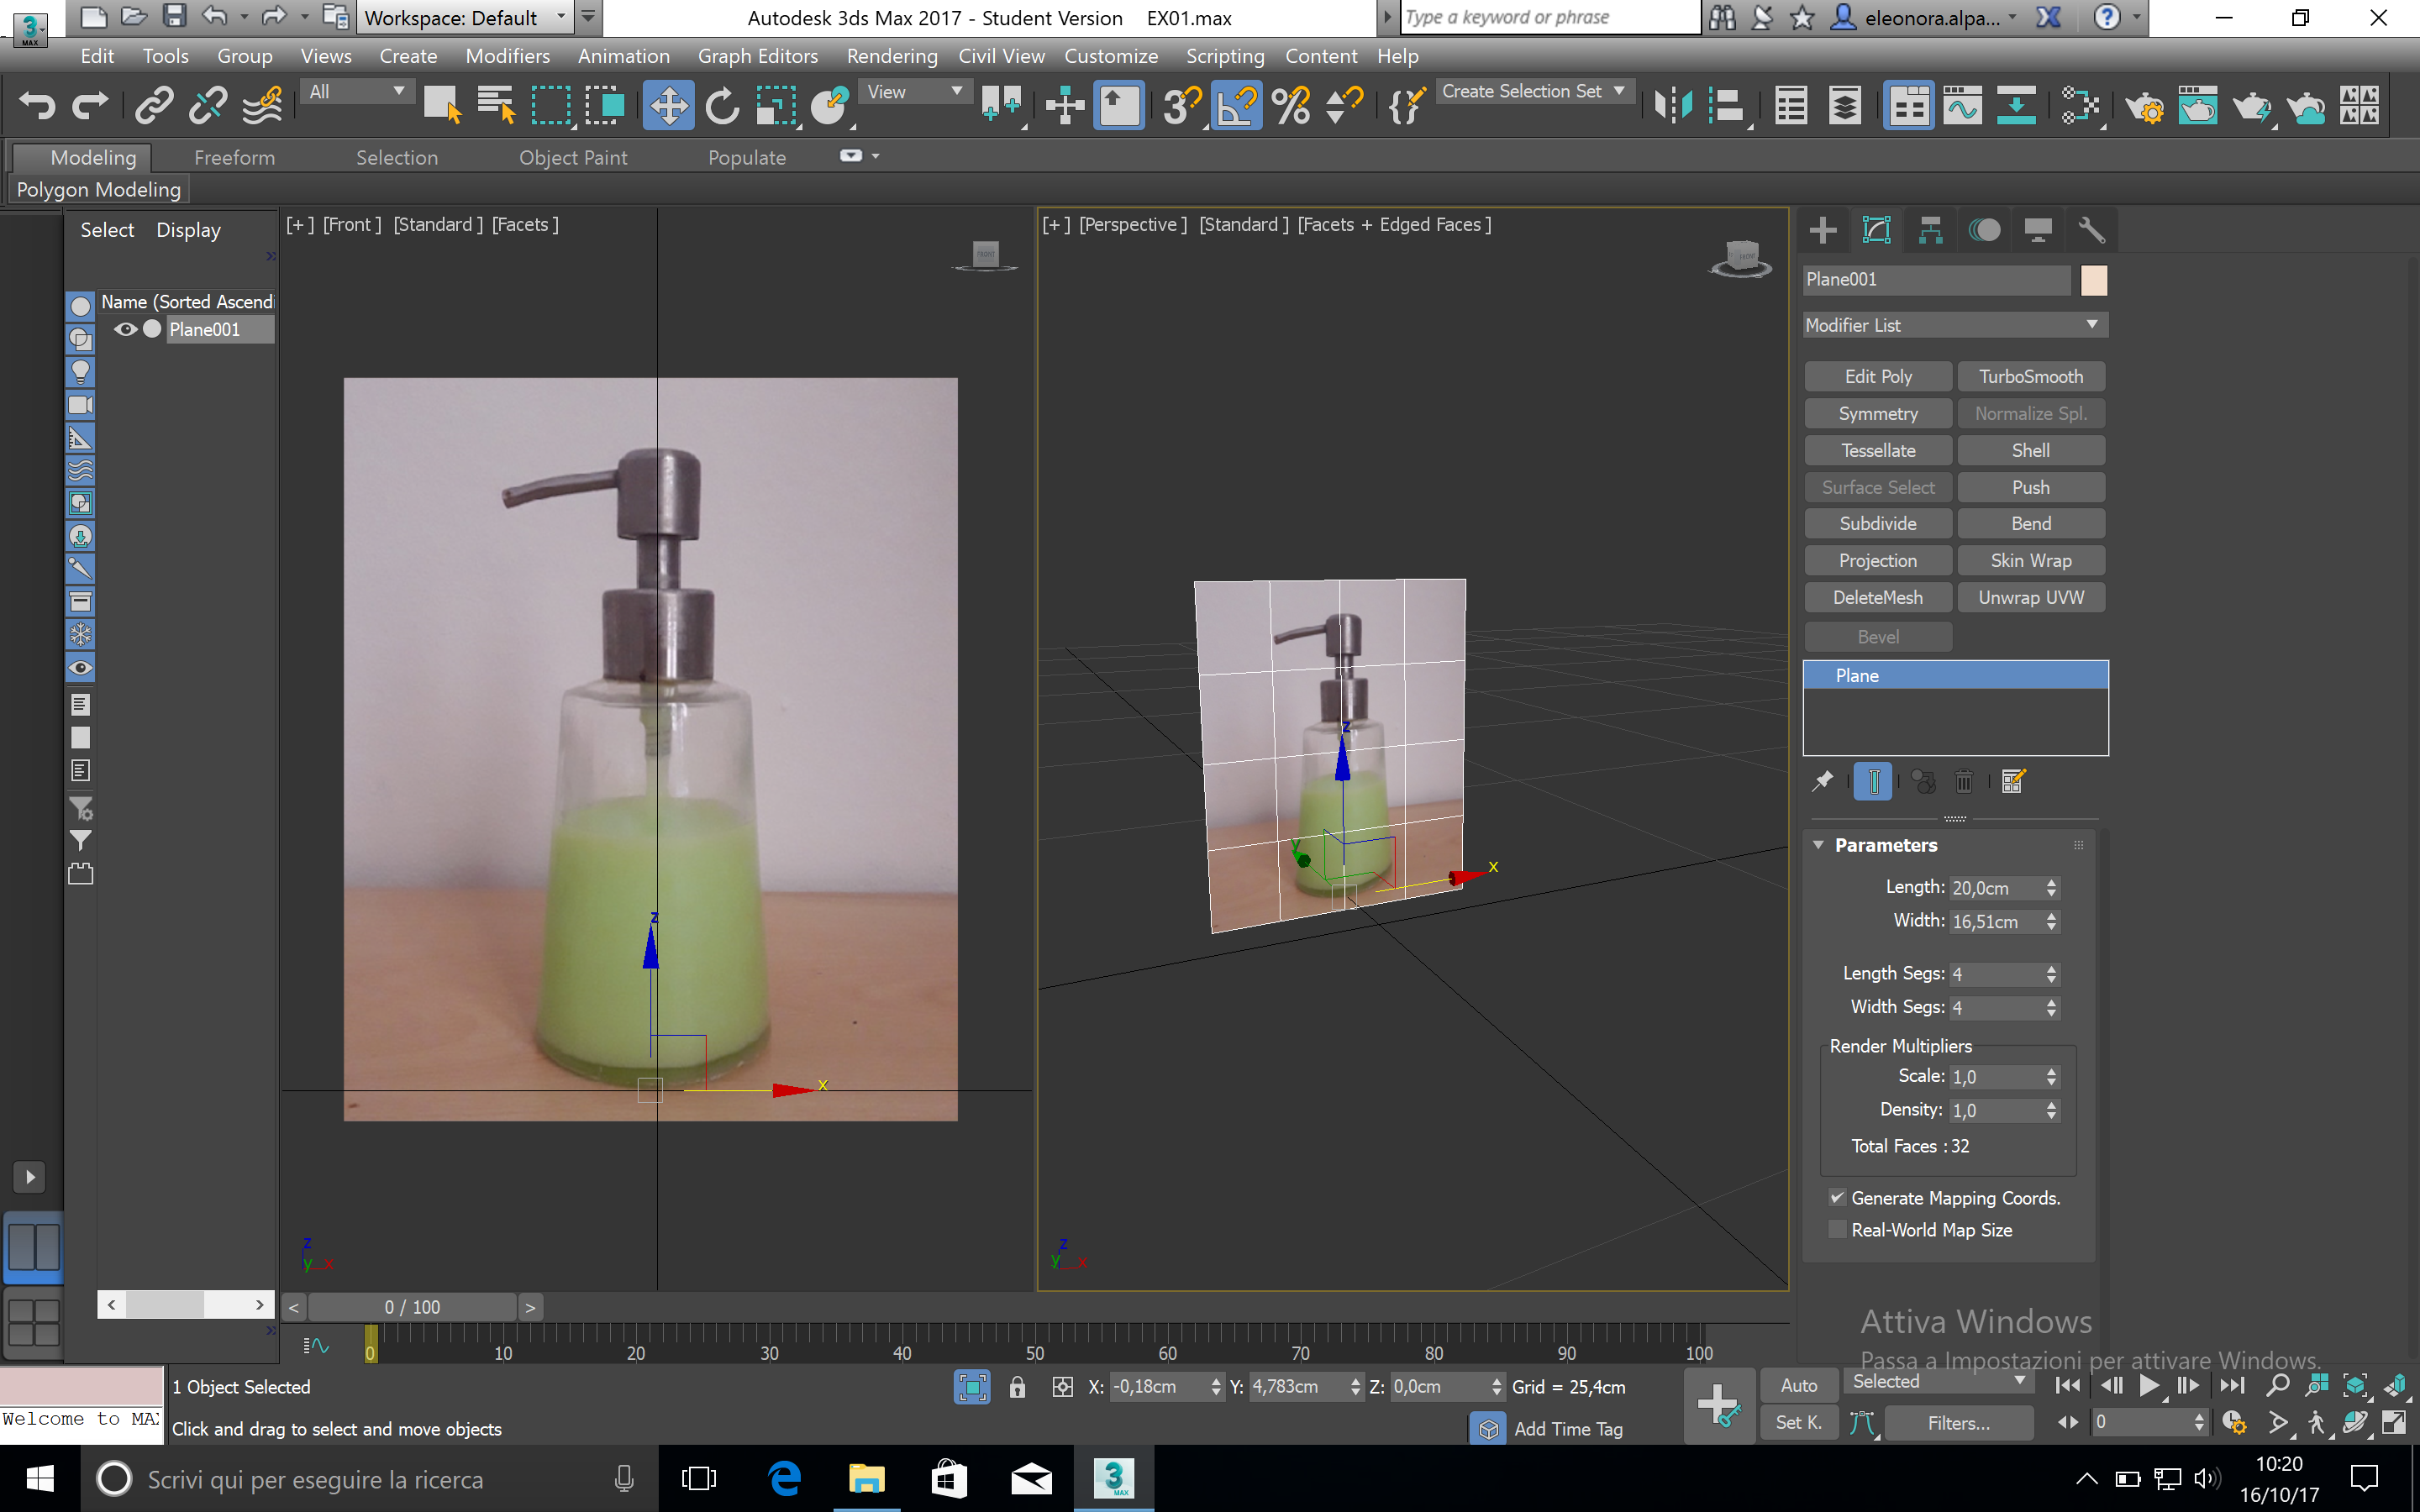 Workspace: Default
Autodesk 3ds Max 2017 - Student Version EX01.max
Type a keyword or phrase
eleonora.alpa...
3
MAX
Edit Tools Group Views Create Modifiers Animation Graph Editors Rendering Civil View Customize Scripting Content Help
All
View
3
Create Selection Set
Modeling Freeform Selection Object Paint Populate
Polygon Modeling
Select Display
Name (Sorted Ascendi
Plane001
[+] [Front ] [Standard ] [Facets ]
FRONT
z
x
z
y x
[+] [Perspective ] [Standard ] [Facets + Edged Faces ]
z
y
x
z
y x
Plane001
Modifier List
Edit Poly TurboSmooth
Symmetry Normalize Spl.
Tessellate Shell
Surface Select Push
Subdivide Bend
Projection Skin Wrap
DeleteMesh Unwrap UVW
Bevel
Plane
Parameters
Length: 20,0cm
Width: 16,51cm
Length Segs: 4
Width Segs: 4
Render Multipliers
Scale: 1,0
Density: 1,0
Total Faces : 32
Generate Mapping Coords.
Real-World Map Size
Attiva Windows
Passa a Impostazioni per attivare Windows.
< 0 / 100 >
0 10 20 30 40 50 60 70 80 90 100
1 Object Selected
X: -0,18cm Y: 4,783cm Z: 0,0cm Grid = 25,4cm
Auto Selected
Welcome to MA
Click and drag to select and move objects
Add Time Tag
Set K. Filters... 0
Scrivi qui per eseguire la ricerca
3
MAX
10:20
16/10/17